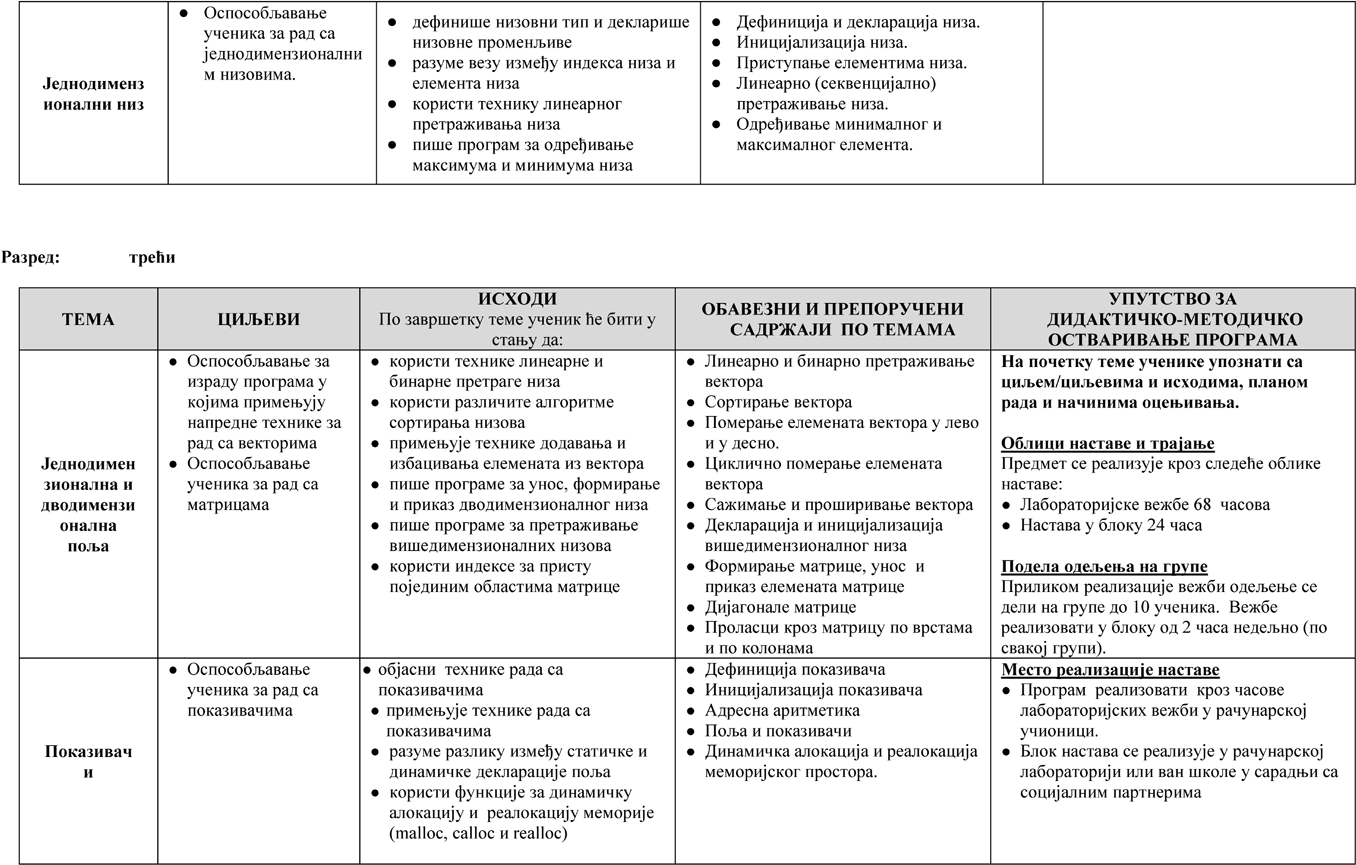 Једнодименз
ионални низ
● Оспособљавање
ученика за рад са
једнодимензионални
м низовима.
● дефинише низовни тип и декларише
низовне променљиве
● разуме везу између индекса низа и
елемента низа
● користи технику линеарног
претраживања низа
● пише програм за одређивање
максимума и минимума низа
● Дефиниција и декларација низа.
● Иницијализација низа.
● Приступање елементима низа.
● Линеарно (секвенцијално)
претраживање низа.
● Одређивање минималног и
максималног елемента.
Разред: трећи
ТЕМА
ЦИЉЕВИ
ИСХОДИ
По завршетку теме ученик ће бити у
стању да:
ОБАВЕЗНИ И ПРЕПОРУЧЕНИ
САДРЖАЈИ ПО ТЕМАМА
УПУТСТВО ЗА
ДИДАКТИЧКО-МЕТОДИЧКО
ОСТВАРИВАЊЕ ПРОГРАМА
Једнодимен
зионална и
дводимензи
онална
поља
● Оспособљавање за
израду програма у
којима примењују
напредне технике за
рад са векторима
● Оспособљавање
ученика за рад са
матрицама
● користи технике линеарне и
бинарне претраге низа
● користи различите алгоритме
сортирања низова
● примењује технике додавања и
избацивања елемената из вектора
● пише програме за унос, формирање
и приказ дводимензионалног низа
● пише програме за претраживање
вишедимензионалних низова
● користи индексе за присту
појединим областима матрице
● Линеарно и бинарно претраживање
вектора
● Сортирање вектора
● Померање елемената вектора у лево
и у десно.
● Циклично померање елемената
вектора
● Сажимање и проширивање вектора
● Декларација и иницијализација
вишедимензионалног низа
● Формирање матрице, унос и
приказ елемената матрице
● Дијагонале матрице
● Проласци кроз матрицу по врстама
и по колонама
На почетку теме ученике упознати са
циљем/циљевима и исходима, планом
рада и начинима оцењивања.
Облици наставе и трајање
Предмет се реализује кроз следеће облике
наставе:
● Лабораторијске вежбе 68 часова
● Настава у блоку 24 часа
Подела одељења на групе
Приликом реализације вежби одељење се
дели на групе до 10 ученика. Вежбе
реализовати у блоку од 2 часа недељно (по
свакој групи).
Показивач
и
● Оспособљавање
ученика за рад са
показивачима
● објасни технике рада са
показивачима
● примењује технике рада са
показивачима
● разуме разлику између статичке и
динамичке декларације поља
● користи функције за динамичку
алокацију и реалокацију меморије
(malloc, calloc и realloc)
● Дефиниција показивача
● Иницијализација показивача
● Адресна аритметика
● Поља и показивачи
● Динамичка алокација и реалокација
меморијског простора.
Место реализације наставе
● Програм реализовати кроз часове
лабораторијских вежби у рачунарској
учионици.
● Блок настава се реализује у рачунарској
лабораторији или ван школе у сарадњи са
социјалним партнерима